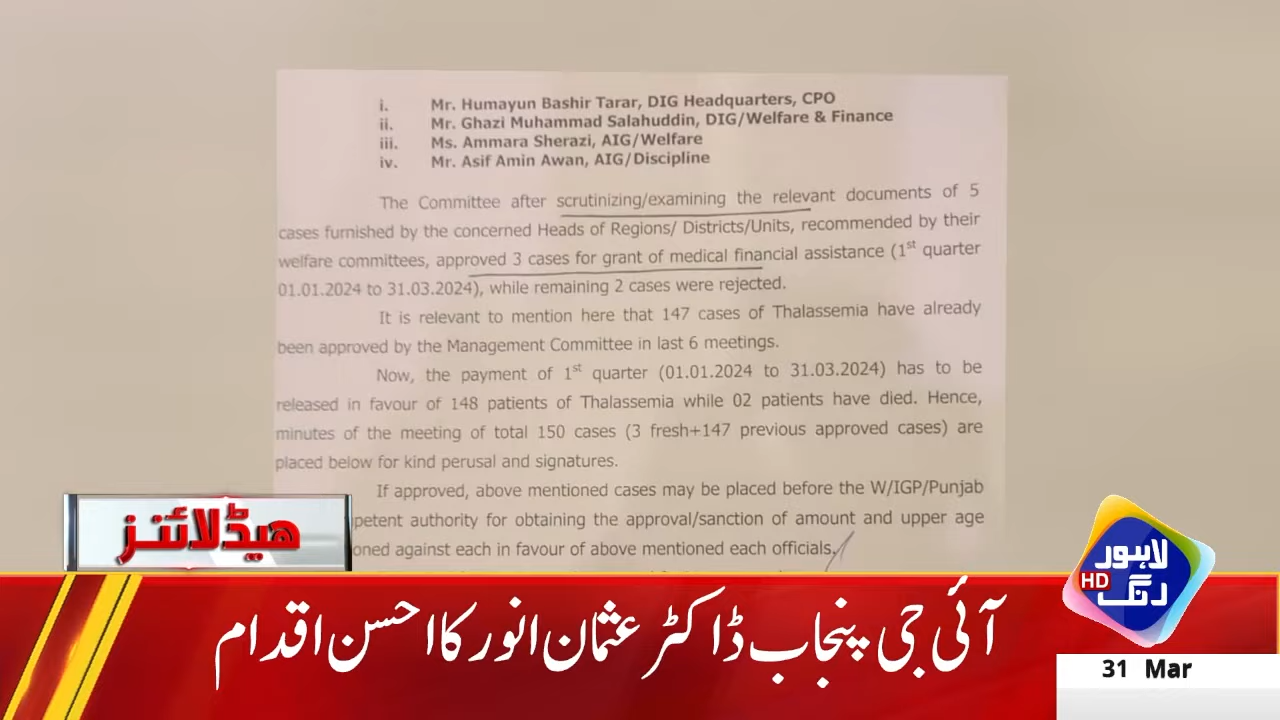 i. Mr. Humayun Bashir Tarar, DIG Headquarters, CPO
ii. Mr. Ghazi Muhammad Salahuddin, DIG/Welfare & Finance
iii. Ms. Ammara Sherazi, AIG/Welfare
iv. Mr. Asif Amin Awan, AIG/Discipline
The Committee after scrutinizing/examining the relevant documents of 5
cases furnished by the concerned Heads of Regions/ Districts/Units, recommended by their
welfare committees, approved 3 cases for grant of medical financial assistance (1st quarter
01.01.2024 to 31.03.2024), while remaining 2 cases were rejected.
It is relevant to mention here that 147 cases of Thalassemia have already
been approved by the Management Committee in last 6 meetings.
Now, the payment of 1st quarter (01.01.2024 to 31.03.2024) has to be
released in favour of 148 patients of Thalassemia while 02 patients have died. Hence,
minutes of the meeting of total 150 cases (3 fresh+147 previous approved cases) are
placed below for kind perusal and signatures.
If approved, above mentioned cases may be placed before the W/IGP/Punjab
petent authority for obtaining the approval/sanction of amount and upper age
oned against each in favour of above mentioned each officials.
ہیڈلائنز
لاہور
رنگ HD
آئی جی پنجاب ڈاکٹر عثمان انور کا احسن اقدام
31 Mar